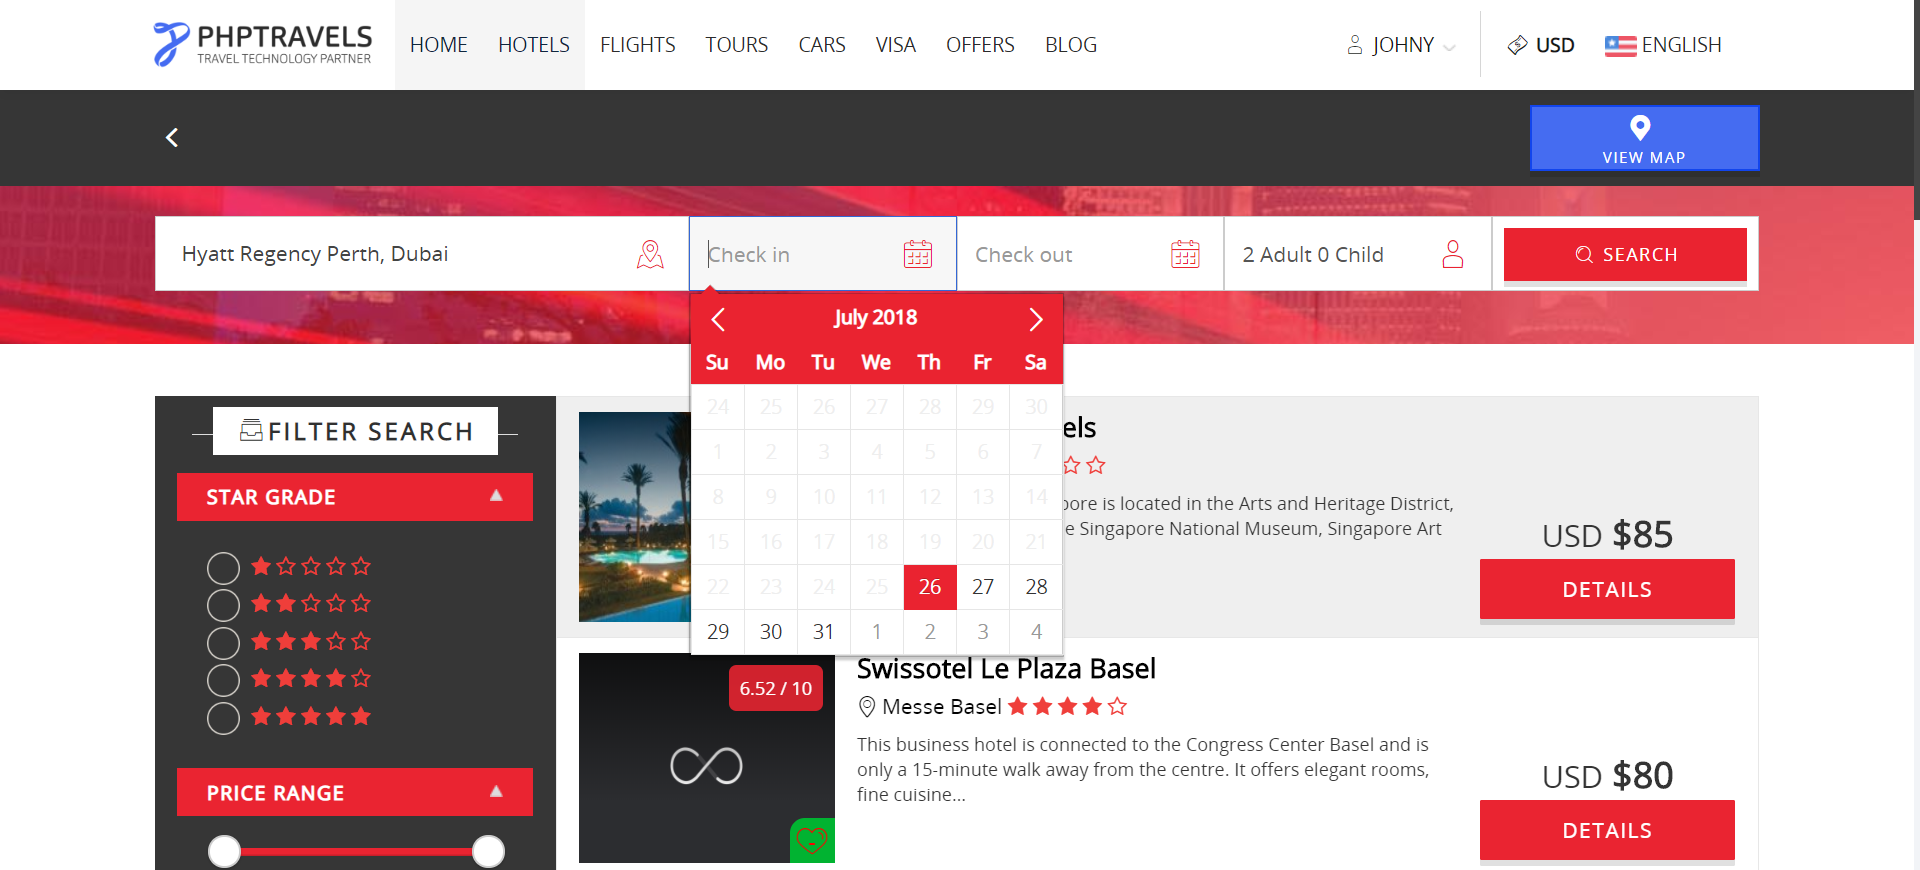 PHPTRAVELS
TRAVEL TECHNOLOGY PARTNER
HOME HOTELS FLIGHTS TOURS CARS VISA OFFERS BLOG JOHNY USD ENGLISH
VIEW MAP
Hyatt Regency Perth, Dubai Check in Check out 2 Adult 0 Child SEARCH
July 2018
Su Mo Tu We Th Fr Sa
24 25 26 27 28 29 30
1 2 3 4 5 6 7
8 9 10 11 12 13 14
15 16 17 18 19 20 21
22 23 24 25 26 27 28
29 30 31 1 2 3 4
FILTER SEARCH
STAR GRADE
PRICE RANGE
els
ore is located in the Arts and Heritage District,
e Singapore National Museum, Singapore Art
USD $85
DETAILS
6.52 / 10
Swissotel Le Plaza Basel
Messe Basel
This business hotel is connected to the Congress Center Basel and is
only a 15-minute walk away from the centre. It offers elegant rooms,
fine cuisine...
USD $80
DETAILS